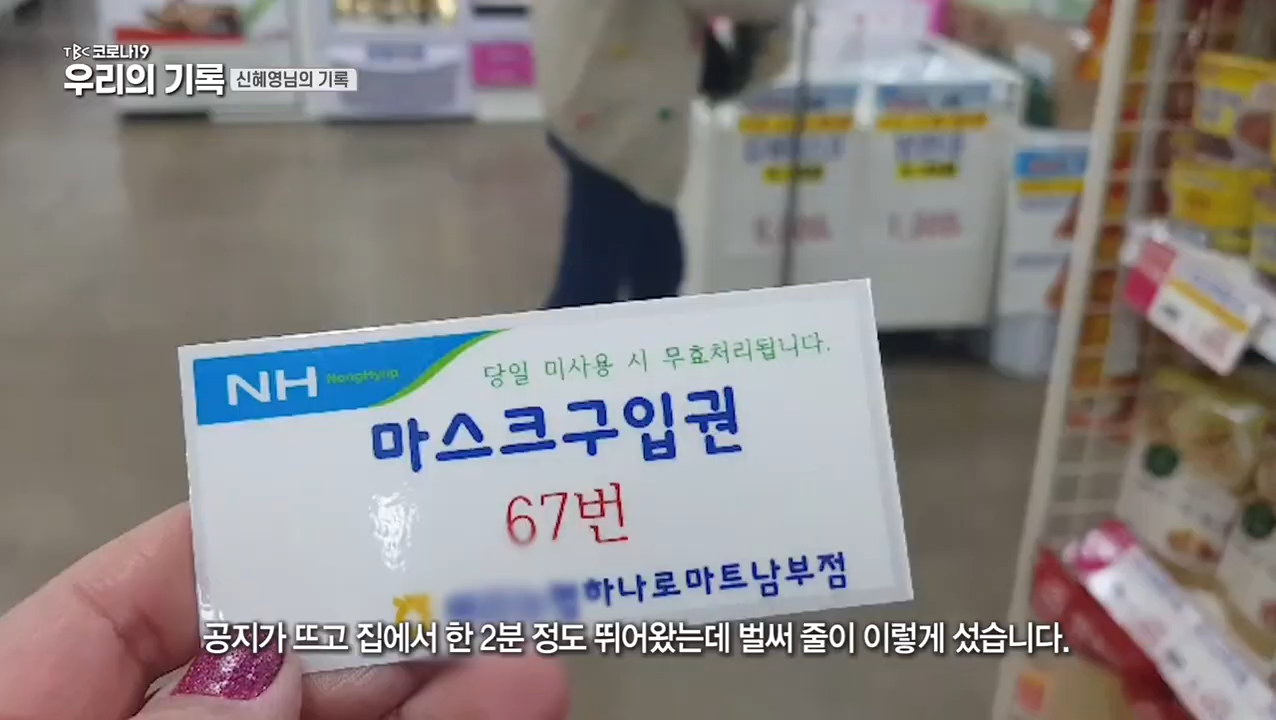 TBC 코로나19
우리의 기록 신혜영님의 기록
NH NongHyup
당일 미사용 시 무효처리됩니다.
마스크구입권
67번
하나로마트남부점
공지가 뜨고 집에서 한 2분 정도 뛰어왔는데 벌써 줄이 이렇게 섰습니다.